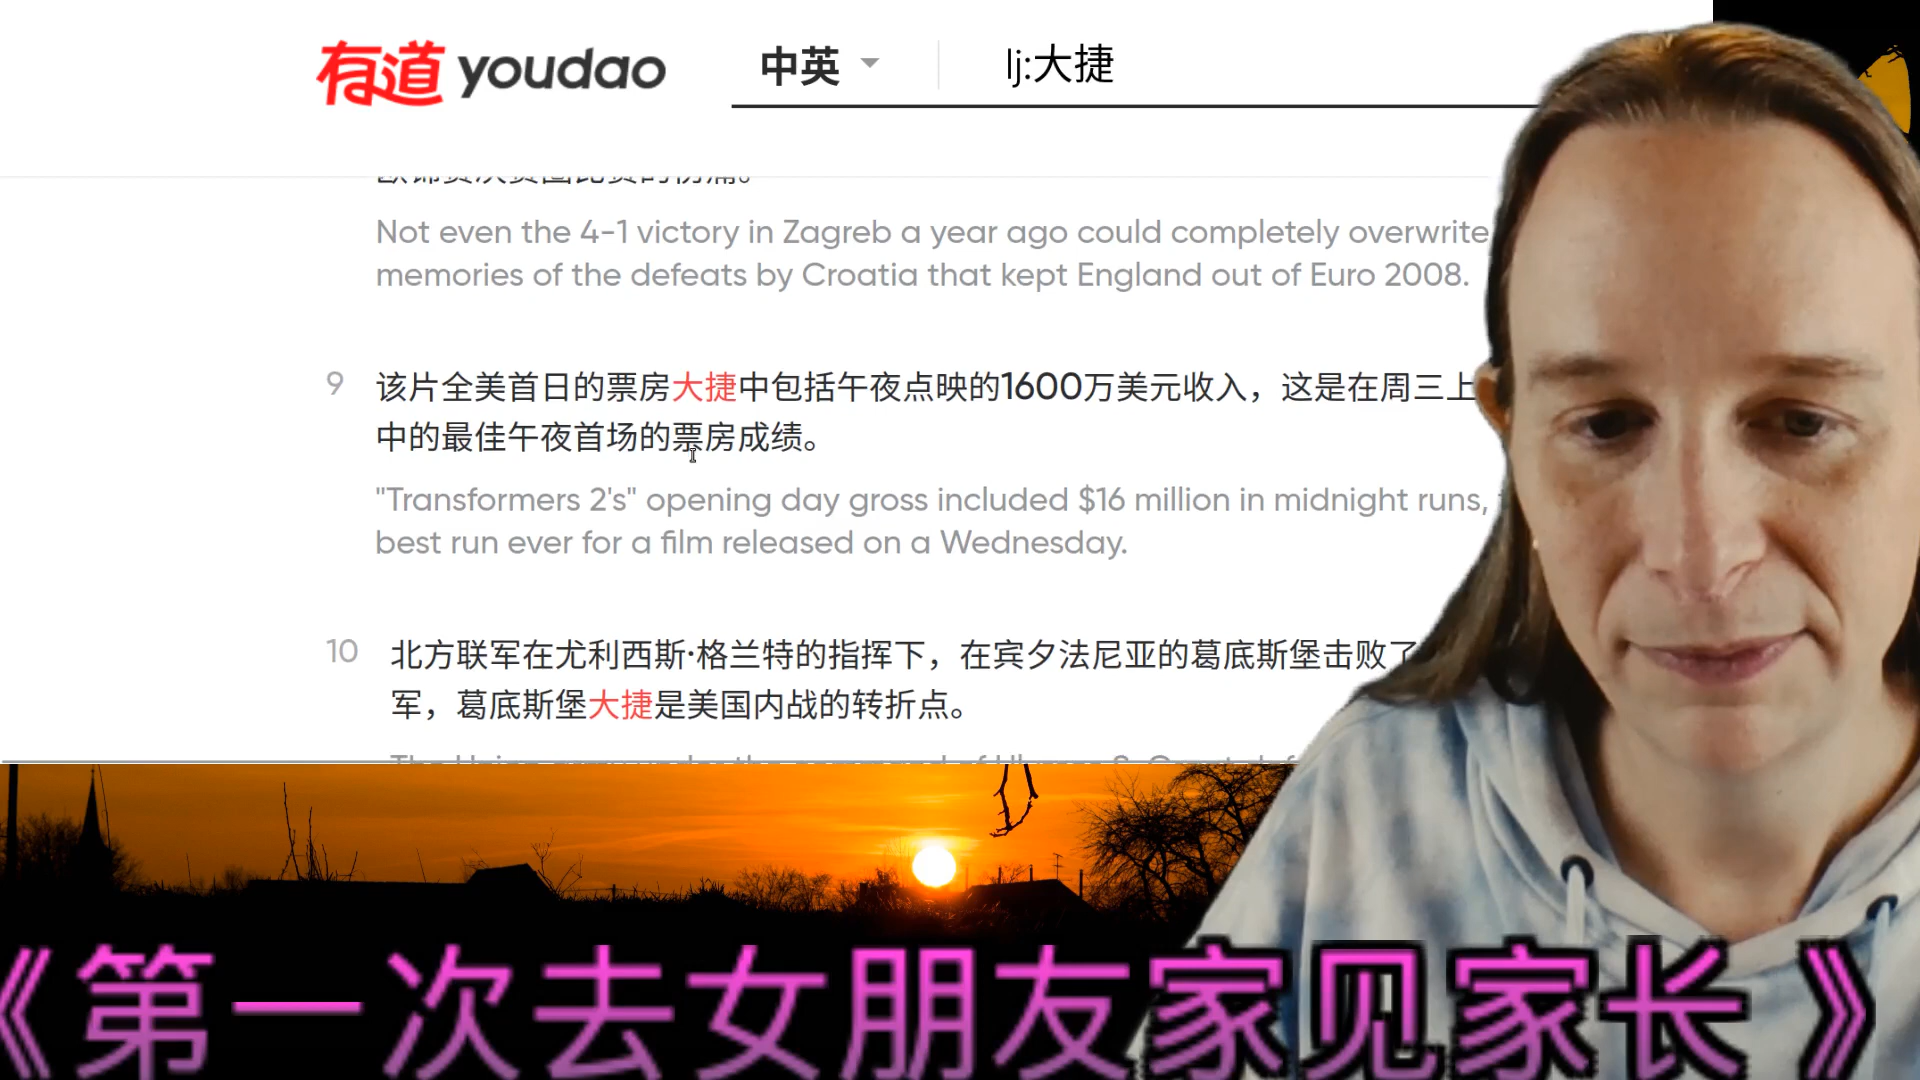 有道 youdao
中英
lj:大捷
Not even the 4-1 victory in Zagreb a year ago could completely overwrite
memories of the defeats by Croatia that kept England out of Euro 2008.
9
该片全美首日的票房大捷中包括午夜点映的1600万美元收入，这是在周三上
中的最佳午夜首场的票房成绩。
"Transformers 2's" opening day gross included $16 million in midnight runs,
best run ever for a film released on a Wednesday.
10
北方联军在尤利西斯·格兰特的指挥下，在宾夕法尼亚的葛底斯堡击败了
军，葛底斯堡大捷是美国内战的转折点。
《第一次去女朋友家见家长》